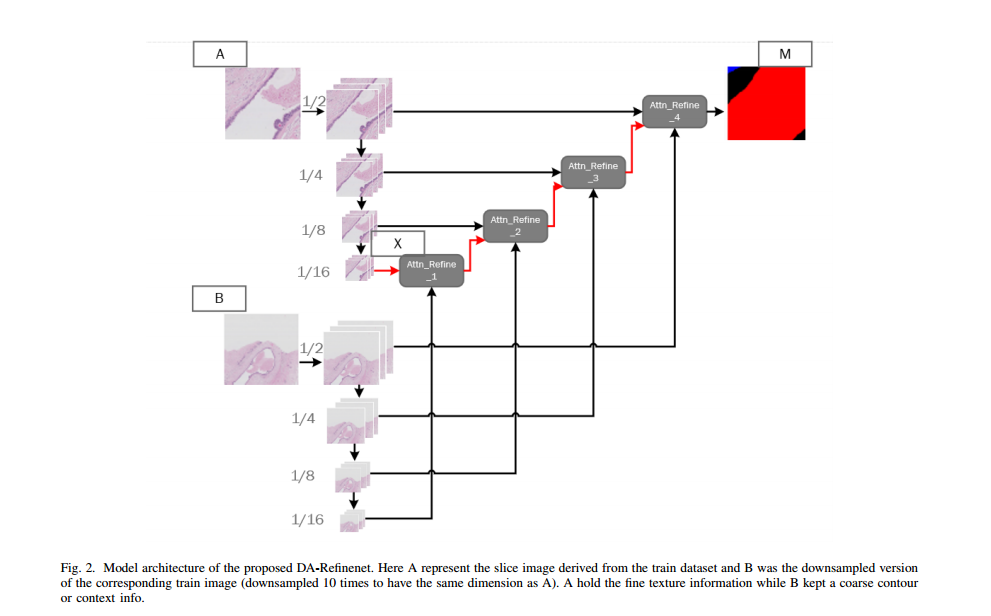 A
M
1/2
Attn_Refine
_4
1/4
Attn_Refine
_3
1/8
Attn_Refine
_2
X
1/16
Attn_Refine
_1
B
1/2
1/4
1/8
1/16
Fig. 2. Model architecture of the proposed DA-Refinenet. Here A represent the slice image derived from the train dataset and B was the downsampled version
of the corresponding train image (downsampled 10 times to have the same dimension as A). A hold the fine texture information while B kept a coarse contour
or context info.